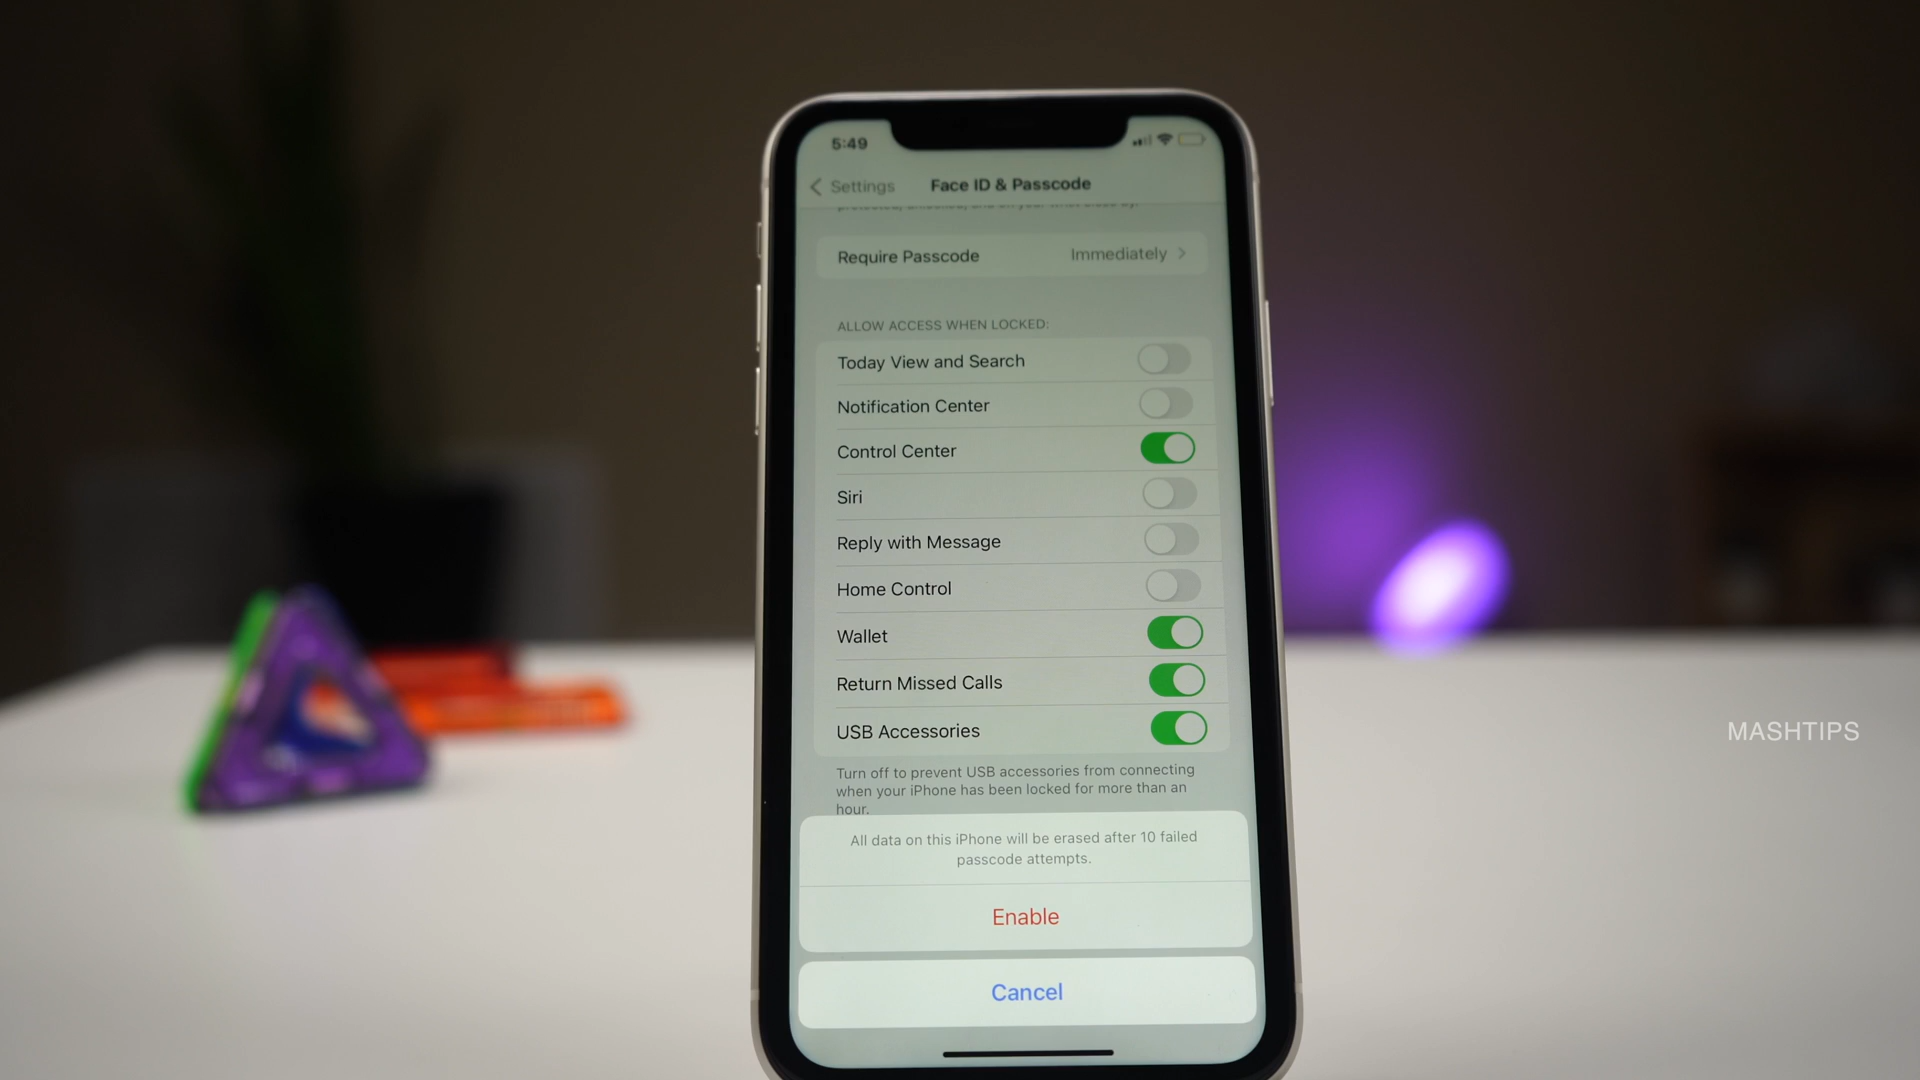 5:49
Settings
Face ID & Passcode
Require Passcode
Immediately
ALLOW ACCESS WHEN LOCKED:
Today View and Search
Notification Center
Control Center
Siri
Reply with Message
Home Control
Wallet
Return Missed Calls
USB Accessories
MASHTIPS
Turn off to prevent USB accessories from connecting
when your iPhone has been locked for more than an
hour.
All data on this iPhone will be erased after 10 failed
passcode attempts.
Enable
Cancel